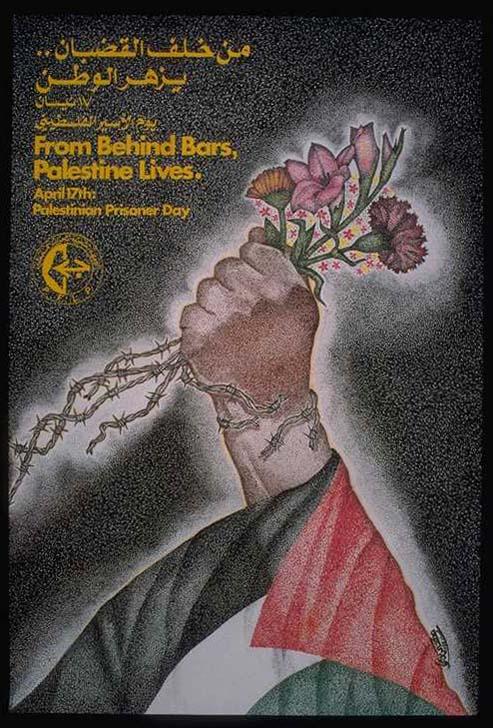 من خلف القضبان..
يزهر الوطن
١٧ نيسان
يوم الاسير الفلسطيني
From Behind Bars,
Palestine Lives.
April 17th:
Palestinian Prisoner Day
P.F.L.P.